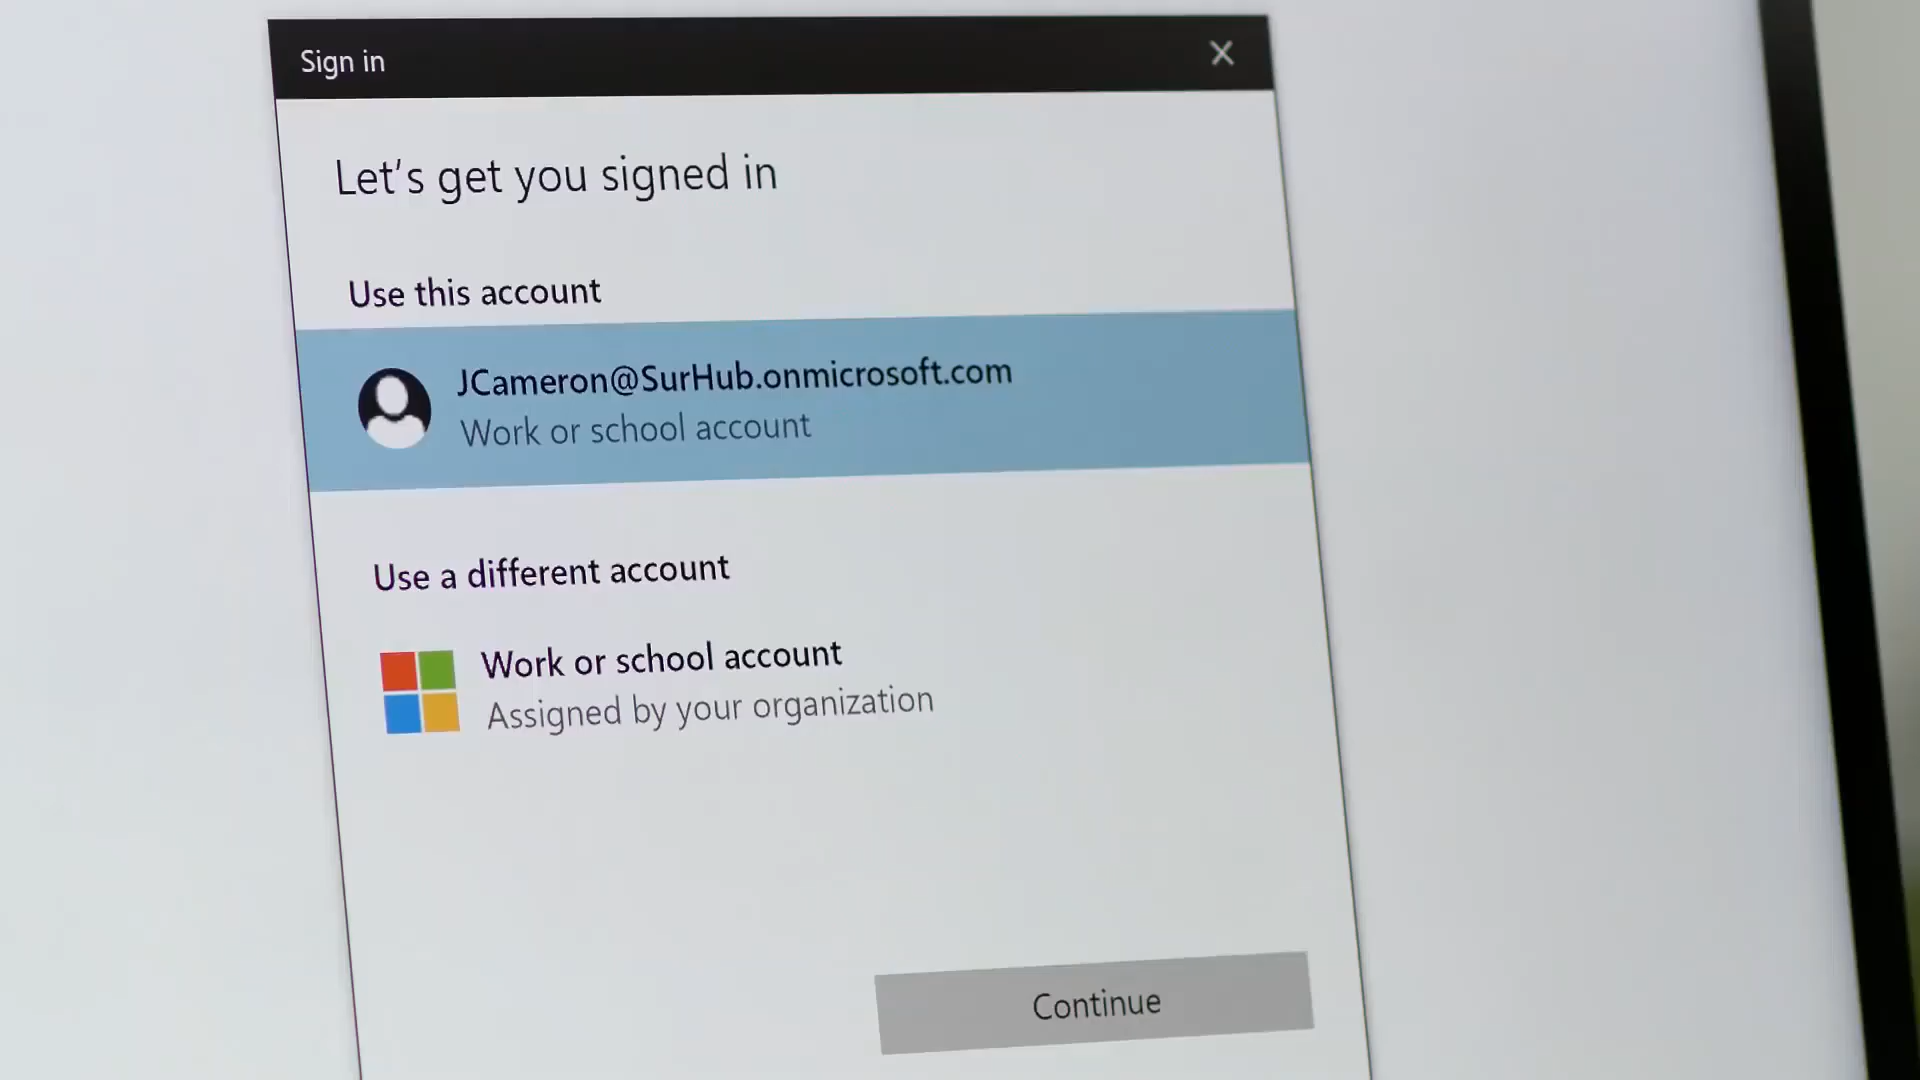 Sign in
Let's get you signed in
Use this account
JCameron@SurHub.onmicrosoft.com
Work or school account
Use a different account
Work or school account
Assigned by your organization
Continue